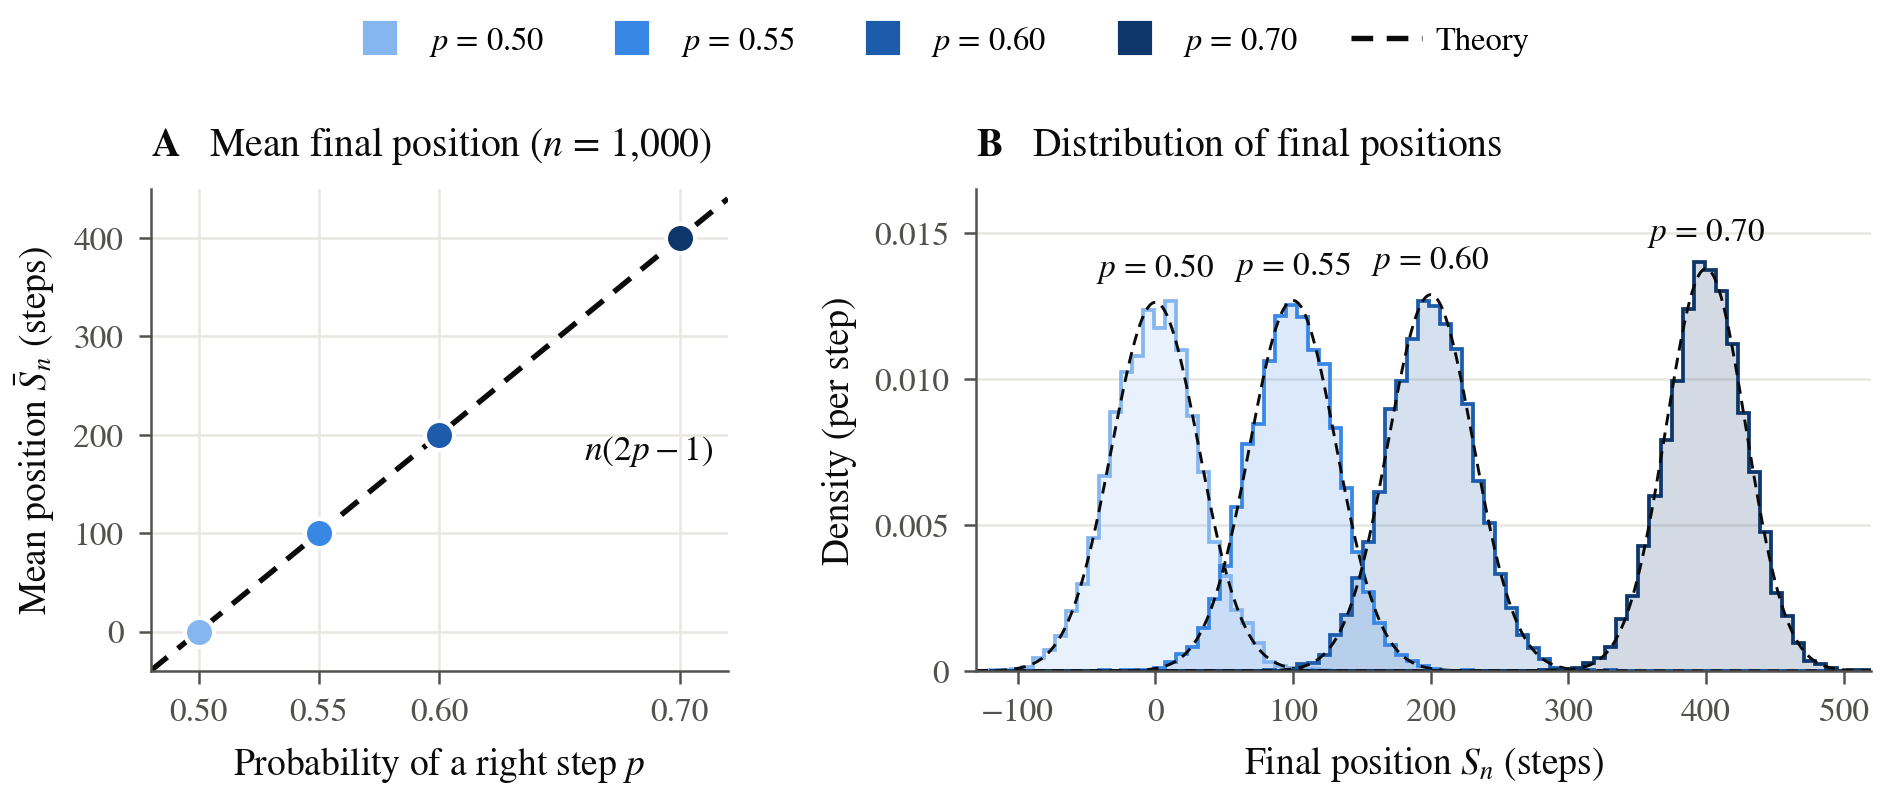 p = 0.50 p = 0.55 p = 0.60 p = 0.70 Theory
A Mean final position (n = 1,000)
Mean position S̄ₙ (steps)
400
300
200
100
0
n(2p − 1)
0.50 0.55 0.60 0.70
Probability of a right step p
B Distribution of final positions
Density (per step)
0.015
0.010
0.005
0
p = 0.50 p = 0.55 p = 0.60 p = 0.70
−100 0 100 200 300 400 500
Final position Sₙ (steps)